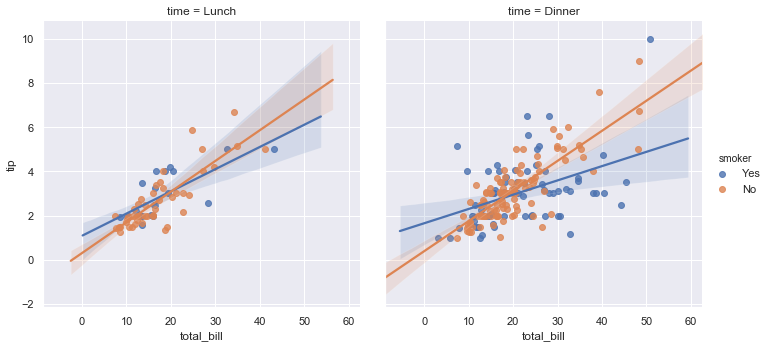 time = Lunch
time = Dinner
10
8
6
4
2
0
−2
tip
0 10 20 30 40 50 60
0 10 20 30 40 50 60
total_bill
total_bill
smoker
Yes
No